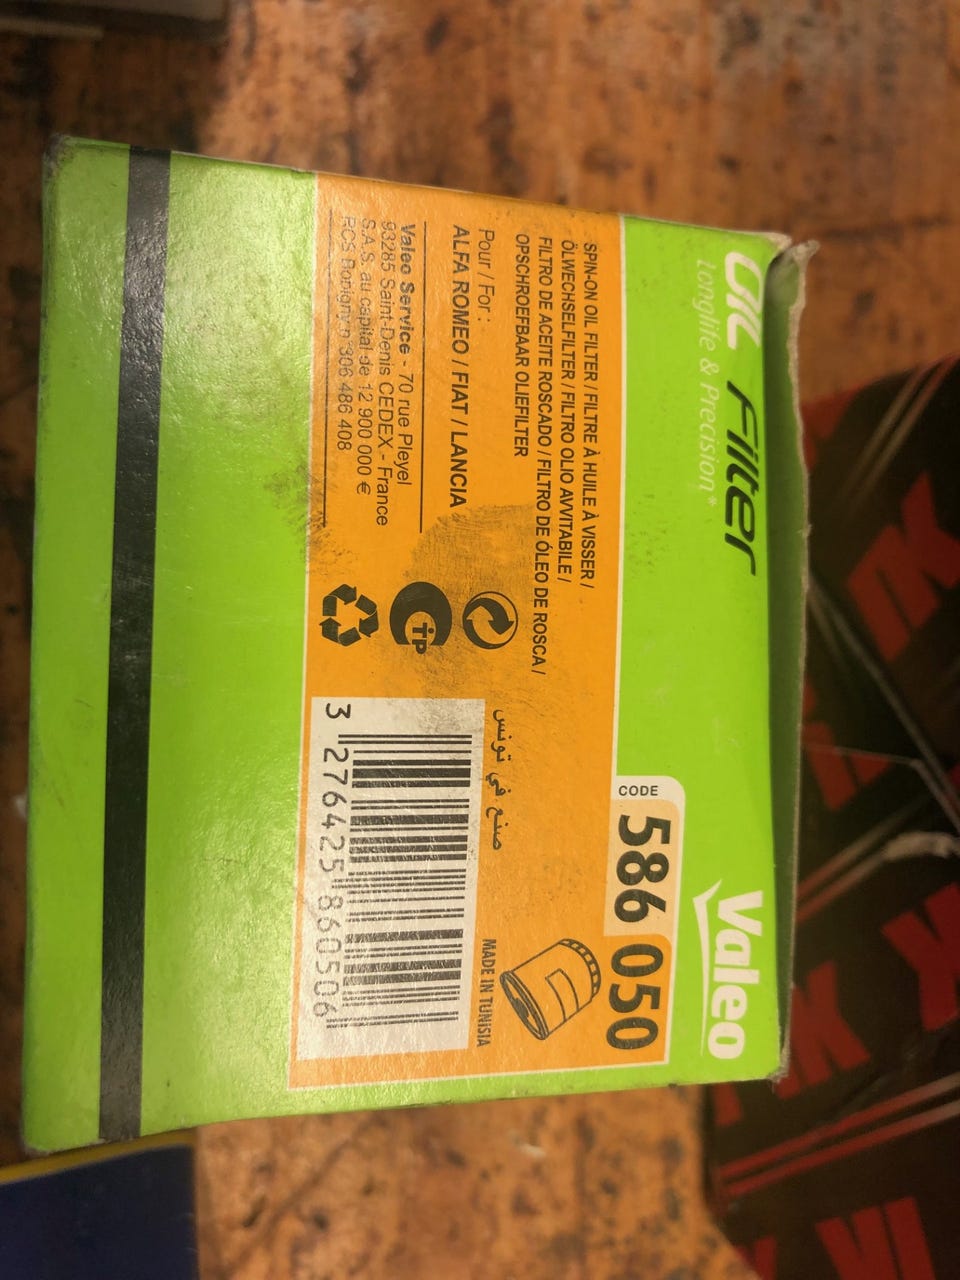 OIL Filter
Longlife & Precision*
Valeo
CODE
586 050
SPIN-ON OIL FILTER / FILTRE À HUILE À VISSER /
ÖLWECHSELFILTER / FILTRO OLIO AVVITABILE /
FILTRO DE ACEITE ROSCADO / FILTRO DE ÓLEO DE ROSCA /
OPSCHROEFBAAR OLIEFILTER
Pour / For :
ALFA ROMEO / FIAT / LANCIA
Valeo Service - 70 rue Pleyel
93285 Saint-Denis CEDEX - France
S.A.S. au capital de 12 900 000 €
RCS Bobigny n° 306 486 408
TIP
صنع في تونس
MADE IN TUNISIA
3 276425 860506